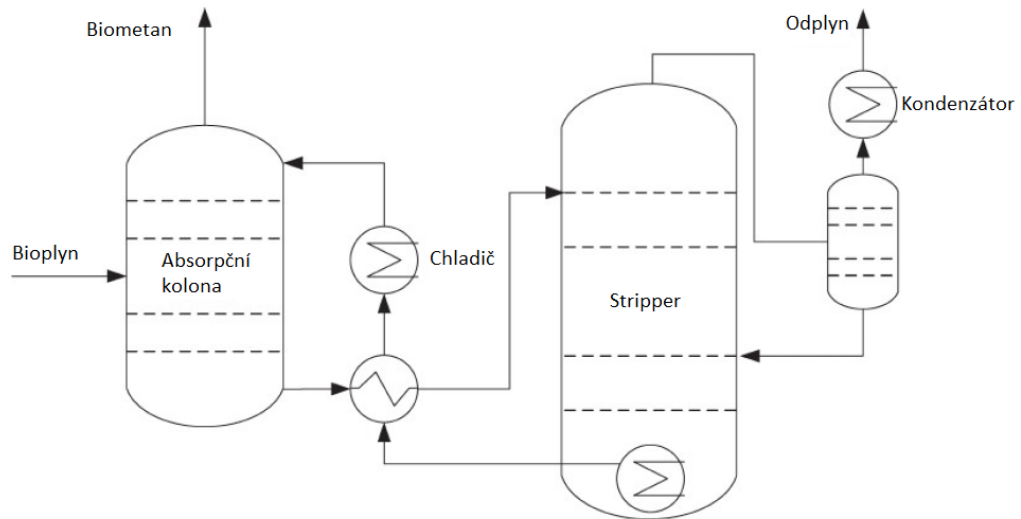 Biometan
Odplyn
Kondenzátor
Bioplyn
Absorpční
kolona
Chladič
Stripper